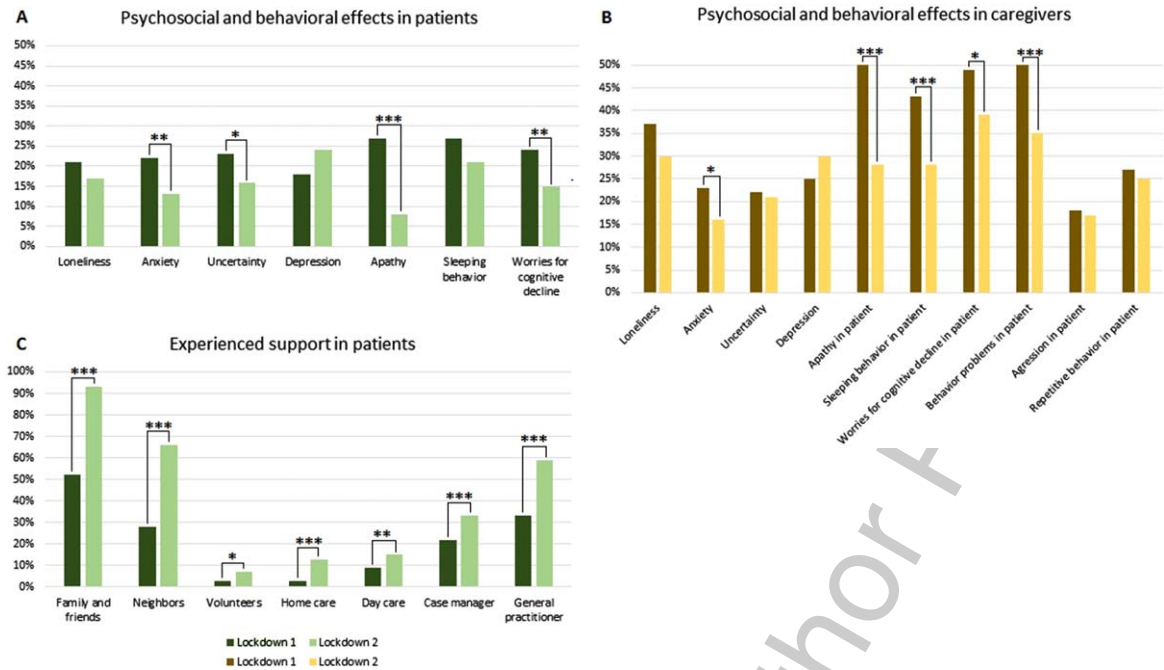 A
Psychosocial and behavioral effects in patients
50%
45%
40%
35%
30%
25%
20%
15%
10%
5%
0%
**
*
***
**
Loneliness
Anxiety
Uncertainty
Depression
Apathy
Sleeping behavior
Worries for cognitive decline
B
Psychosocial and behavioral effects in caregivers
50%
45%
40%
35%
30%
25%
20%
15%
10%
5%
0%
*
***
***
*
***
Loneliness
Anxiety
Uncertainty
Depression
Apathy in patient
Sleeping behavior in patient
Worries for cognitive decline in patient
Behavior problems in patient
Agression in patient
Repetitive behavior in patient
C
Experienced support in patients
100%
90%
80%
70%
60%
50%
40%
30%
20%
10%
0%
***
***
*
***
**
***
***
Family and friends
Neighbors
Volunteers
Home care
Day care
Case manager
General practitioner
Lockdown 1 Lockdown 2
Lockdown 1 Lockdown 2